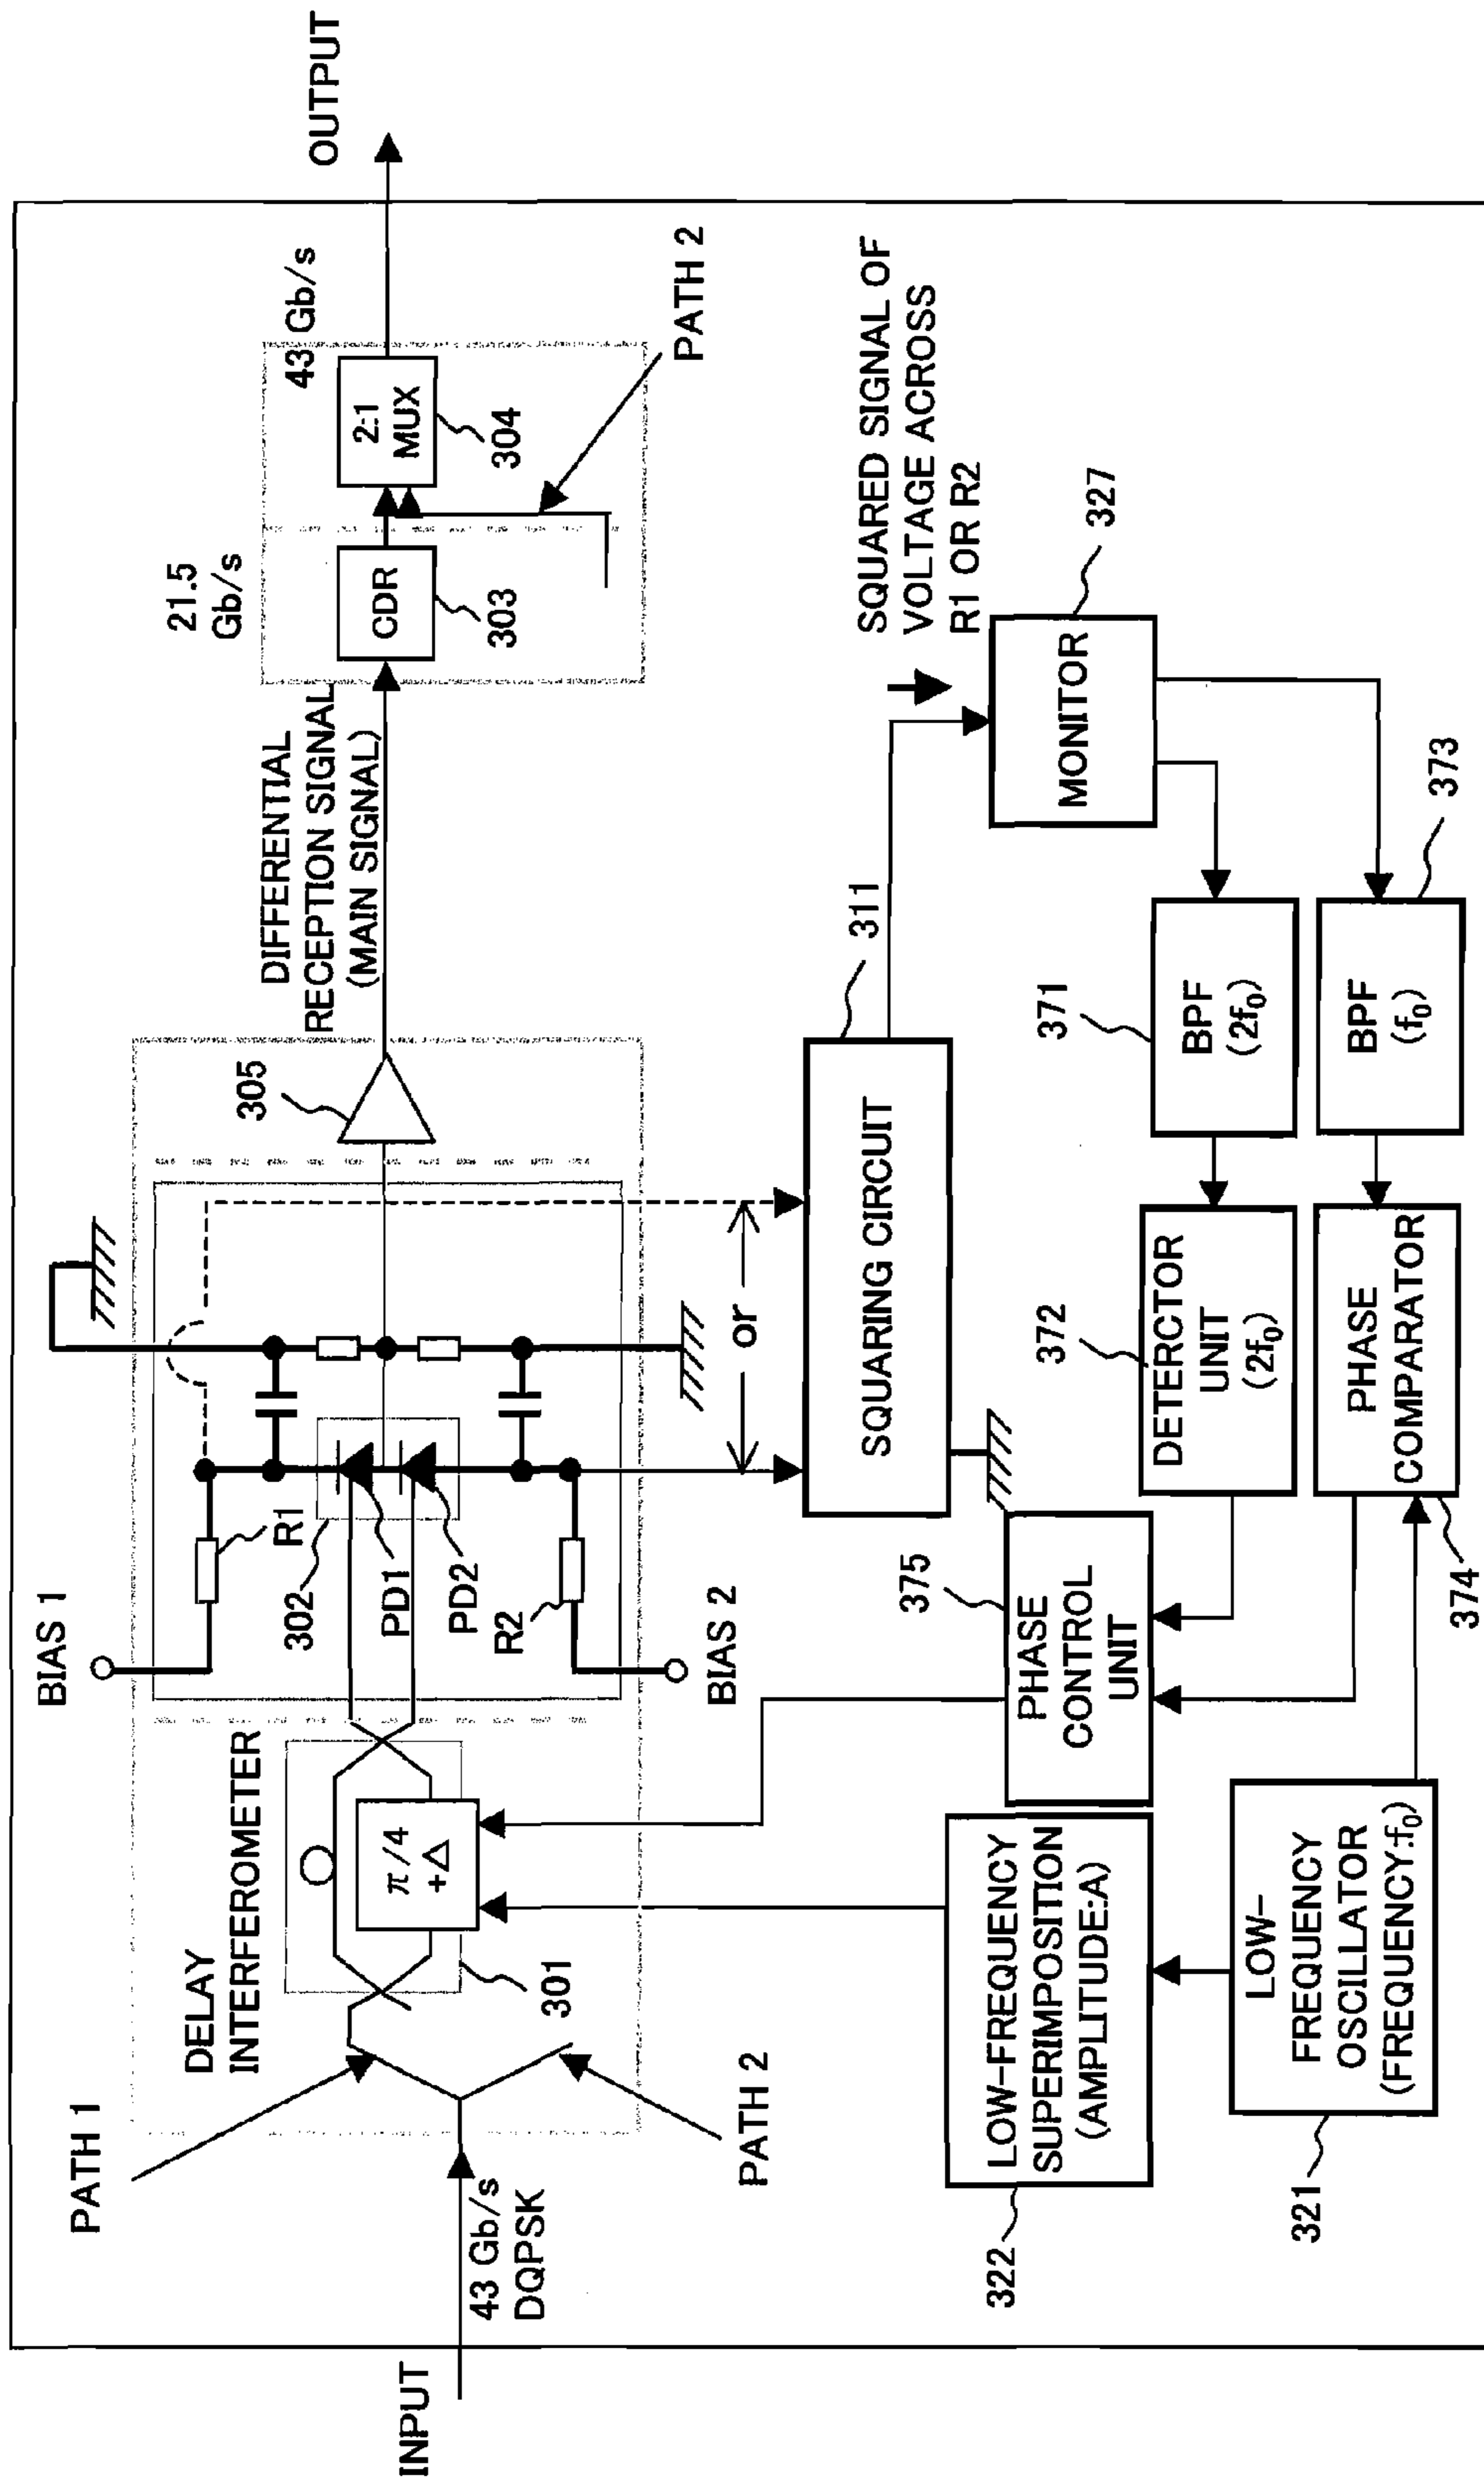 INPUT
43 Gb/s
DQPSK
PATH 1
PATH 2
DELAY
INTERFEROMETER
π/4
+Δ
301
BIAS 1
R1
302
PD1
PD2
R2
BIAS 2
305
DIFFERENTIAL
RECEPTION SIGNAL
(MAIN SIGNAL)
21.5
Gb/s
CDR
303
43 Gb/s
2:1
MUX
304
PATH 2
OUTPUT
or
SQUARING CIRCUIT
311
SQUARED SIGNAL OF
VOLTAGE ACROSS
R1 OR R2
MONITOR
327
LOW-FREQUENCY
SUPERIMPOSITION
(AMPLITUDE:A)
322
PHASE
CONTROL
UNIT
375
DETERCTOR
UNIT
(2f₀)
372
BPF
(2f₀)
371
LOW-
FREQUENCY
OSCILLATOR
(FREQUENCY:f₀)
321
PHASE
COMPARATOR
374
BPF
(f₀)
373